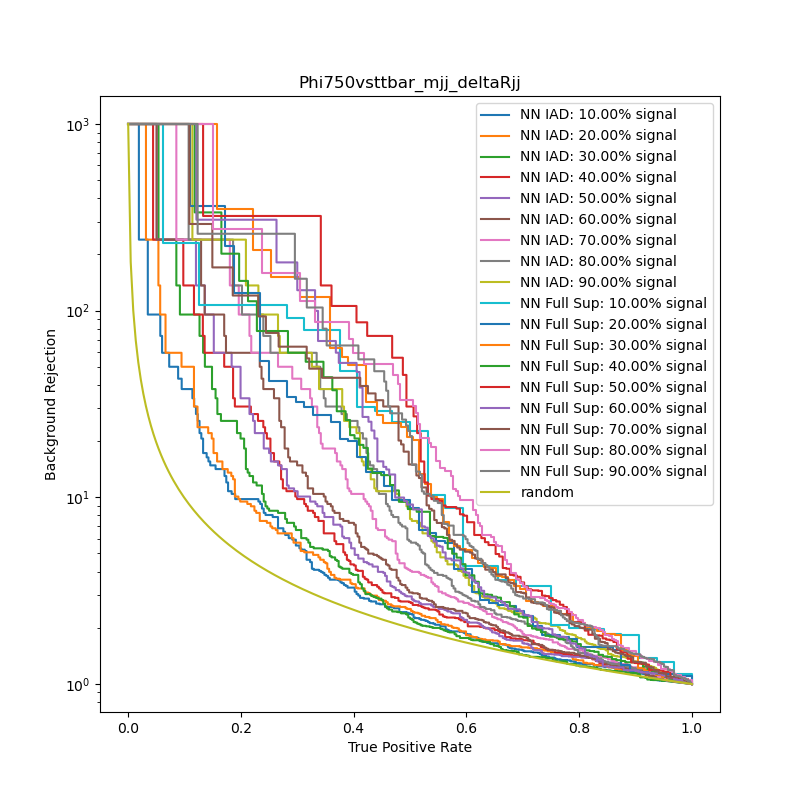 Phi750vsttbar_mjj_deltaRjj
NN IAD: 10.00% signal
NN IAD: 20.00% signal
NN IAD: 30.00% signal
NN IAD: 40.00% signal
NN IAD: 50.00% signal
NN IAD: 60.00% signal
NN IAD: 70.00% signal
NN IAD: 80.00% signal
NN IAD: 90.00% signal
NN Full Sup: 10.00% signal
NN Full Sup: 20.00% signal
NN Full Sup: 30.00% signal
NN Full Sup: 40.00% signal
NN Full Sup: 50.00% signal
NN Full Sup: 60.00% signal
NN Full Sup: 70.00% signal
NN Full Sup: 80.00% signal
NN Full Sup: 90.00% signal
random
Background Rejection
10³
10²
10¹
10⁰
0.0 0.2 0.4 0.6 0.8 1.0
True Positive Rate